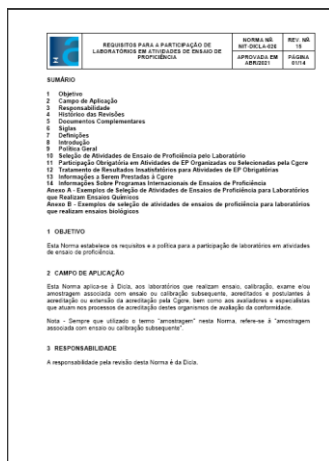 REQUISITOS PARA A PARTICIPAÇÃO DE
LABORATÓRIOS EM ATIVIDADES DE ENSAIO DE
PROFICIÊNCIA
NORMA Nº
NIT-DICLA-026
REV. Nº
15
APROVADA EM
ABR/2021
PÁGINA
01/14
SUMÁRIO
1 Objetivo
2 Campo de Aplicação
3 Responsabilidade
4 Histórico das Revisões
5 Documentos Complementares
6 Siglas
7 Definições
8 Introdução
9 Política Geral
10 Seleção de Atividades de Ensaio de Proficiência pelo Laboratório
11 Participação Obrigatória em Atividades de EP Organizadas ou Selecionadas pela Cgcre
12 Tratamento de Resultados Insatisfatórios para Atividades de EP Obrigatórias
13 Informações a Serem Prestadas à Cgcre
14 Informações Sobre Programas Internacionais de Ensaios de Proficiência
Anexo A - Exemplos de Seleção de Atividades de Ensaio de Proficiência para Laboratórios
que Realizam Ensaios Químicos
Anexo B - Exemplos de seleção de atividades de ensaios de proficiência para laboratórios
que realizam ensaios biológicos
1 OBJETIVO
Esta Norma estabelece os requisitos e a política para a participação de laboratórios em atividades
de ensaio de proficiência.
2 CAMPO DE APLICAÇÃO
Esta Norma aplica-se à Dicla, aos laboratórios que realizam ensaio, calibração, exame e/ou
amostragem associada com ensaio ou calibração subsequente, acreditados e postulantes à
acreditação ou extensão da acreditação pela Cgcre, bem como aos avaliadores e especialistas
que atuam nos processos de acreditação destes organismos de avaliação da conformidade.
Nota - Sempre que utilizado o termo "amostragem" nesta Norma, refere-se à "amostragem
associada com ensaio ou calibração subsequente".
3 RESPONSABILIDADE
A responsabilidade pela revisão desta Norma é da Dicla.